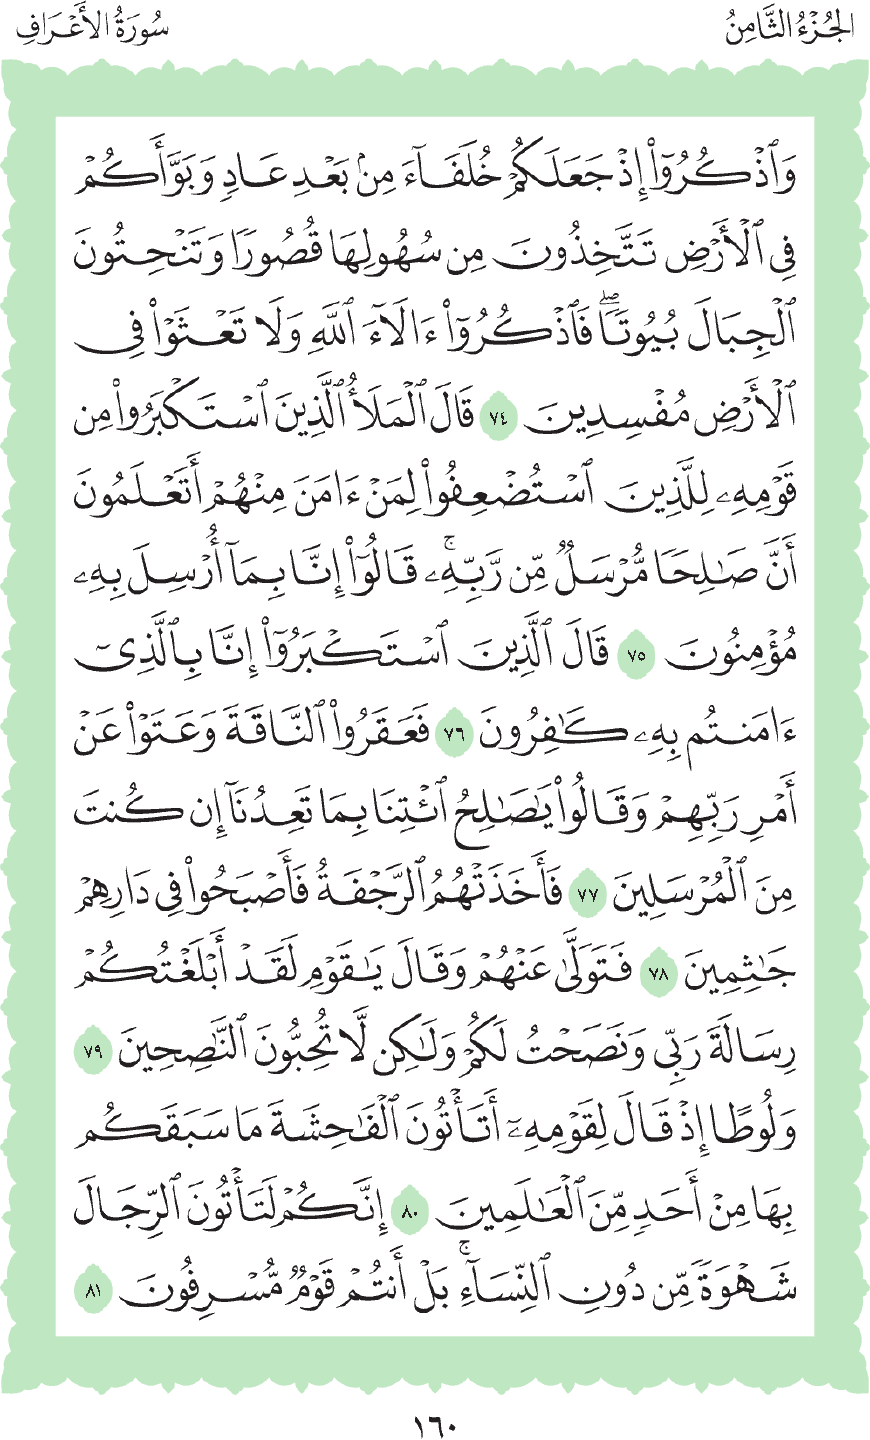 الجُزْءُ الثَّامِنُ
سُورَةُ الأَعْرَافِ
وَٱذْكُرُوٓا۟ إِذْ جَعَلَكُمْ خُلَفَآءَ مِنۢ بَعْدِ عَادٍ وَبَوَّأَكُمْ
فِى ٱلْأَرْضِ تَتَّخِذُونَ مِن سُهُولِهَا قُصُورًا وَتَنْحِتُونَ
ٱلْجِبَالَ بُيُوتًا ۖ فَٱذْكُرُوٓا۟ ءَالَآءَ ٱللَّهِ وَلَا تَعْثَوْا۟ فِى
ٱلْأَرْضِ مُفْسِدِينَ ٧٤ قَالَ ٱلْمَلَأُ ٱلَّذِينَ ٱسْتَكْبَرُوا۟ مِن
قَوْمِهِۦ لِلَّذِينَ ٱسْتُضْعِفُوا۟ لِمَنْ ءَامَنَ مِنْهُمْ أَتَعْلَمُونَ
أَنَّ صَـٰلِحًا مُّرْسَلٌ مِّن رَّبِّهِۦ ۚ قَالُوٓا۟ إِنَّا بِمَآ أُرْسِلَ بِهِۦ
مُؤْمِنُونَ ٧٥ قَالَ ٱلَّذِينَ ٱسْتَكْبَرُوٓا۟ إِنَّا بِٱلَّذِىٓ
ءَامَنتُم بِهِۦ كَـٰفِرُونَ ٧٦ فَعَقَرُوا۟ ٱلنَّاقَةَ وَعَتَوْا۟ عَنْ
أَمْرِ رَبِّهِمْ وَقَالُوا۟ يَـٰصَـٰلِحُ ٱئْتِنَا بِمَا تَعِدُنَآ إِن كُنتَ
مِنَ ٱلْمُرْسَلِينَ ٧٧ فَأَخَذَتْهُمُ ٱلرَّجْفَةُ فَأَصْبَحُوا۟ فِى دَارِهِمْ
جَـٰثِمِينَ ٧٨ فَتَوَلَّىٰ عَنْهُمْ وَقَالَ يَـٰقَوْمِ لَقَدْ أَبْلَغْتُكُمْ
رِسَالَةَ رَبِّى وَنَصَحْتُ لَكُمْ وَلَـٰكِن لَّا تُحِبُّونَ ٱلنَّـٰصِحِينَ ٧٩
وَلُوطًا إِذْ قَالَ لِقَوْمِهِۦٓ أَتَأْتُونَ ٱلْفَـٰحِشَةَ مَا سَبَقَكُم
بِهَا مِنْ أَحَدٍ مِّنَ ٱلْعَـٰلَمِينَ ٨٠ إِنَّكُمْ لَتَأْتُونَ ٱلرِّجَالَ
شَهْوَةً مِّن دُونِ ٱلنِّسَآءِ ۚ بَلْ أَنتُمْ قَوْمٌ مُّسْرِفُونَ ٨١
١٦٠